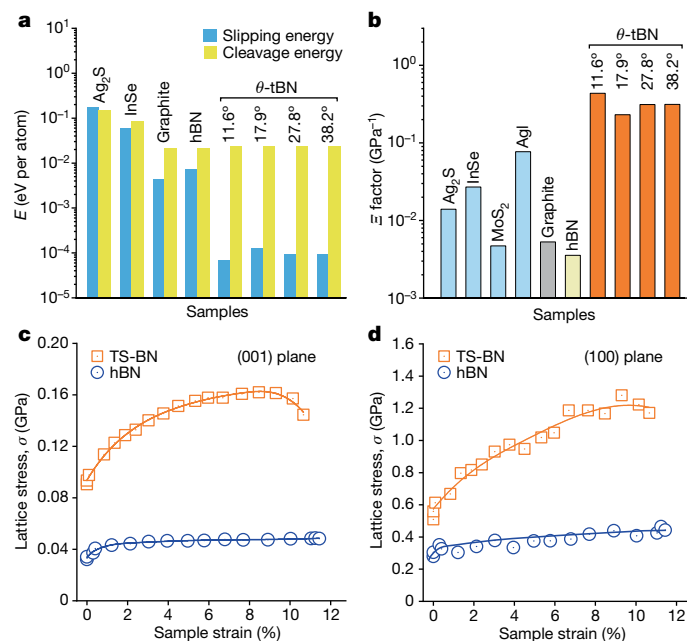 a
Slipping energy
Cleavage energy
E (eV per atom)
10¹
10⁰
10⁻¹
10⁻²
10⁻³
10⁻⁴
10⁻⁵
Ag₂S
InSe
Graphite
hBN
θ-tBN
11.6°
17.9°
27.8°
38.2°
Samples
b
Ξ factor (GPa⁻¹)
10⁰
10⁻¹
10⁻²
10⁻³
Ag₂S
InSe
MoS₂
AgI
Graphite
hBN
θ-tBN
11.6°
17.9°
27.8°
38.2°
Samples
c
TS-BN
hBN
(001) plane
Lattice stress, σ (GPa)
0.20
0.16
0.12
0.08
0.04
0
0 2 4 6 8 10 12
Sample strain (%)
d
TS-BN
hBN
(100) plane
Lattice stress, σ (GPa)
1.6
1.4
1.2
1.0
0.8
0.6
0.4
0.2
0
0 2 4 6 8 10 12
Sample strain (%)